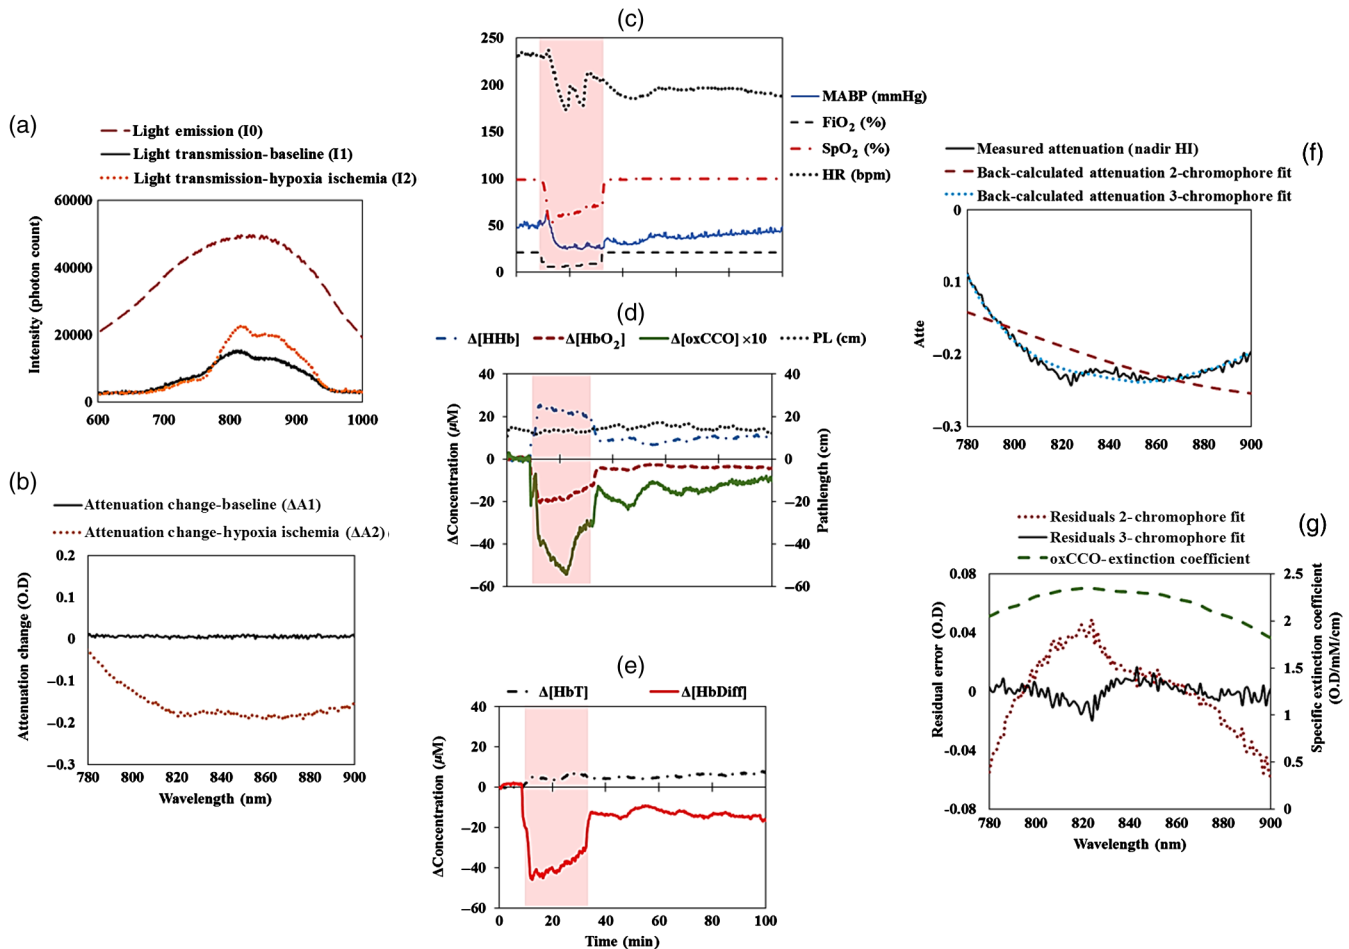 (a)
Light emission (I0)
Light transmission-baseline (I1)
Light transmission-hypoxia ischemia (I2)
Intensity (photon count)
60000
40000
20000
0
600 700 800 900 1000
(b)
Attenuation change-baseline (ΔA1)
Attenuation change-hypoxia ischemia (ΔA2)
Attenuation change (O.D)
0.2
0.1
0
−0.1
−0.2
−0.3
780 800 820 840 860 880 900
Wavelength (nm)
(c)
250
200
150
100
50
0
MABP (mmHg)
FiO2 (%)
SpO2 (%)
HR (bpm)
(d)
Δ[HHb] Δ[HbO2] Δ[oxCCO] ×10 PL (cm)
ΔConcentration (μM)
40
20
0
−20
−40
−60
40
20
0
−20
−40
−60
Pathlength (cm)
(e)
Δ[HbT] Δ[HbDiff]
ΔConcentration (μM)
40
20
0
−20
−40
−60
0 20 40 60 80 100
Time (min)
(f)
Measured attenuation (nadir HI)
Back-calculated attenuation 2-chromophore fit
Back-calculated attenuation 3-chromophore fit
Atte
0
0.1
−0.2
−0.3
780 800 820 840 860 880 900
(g)
Residuals 2-chromophore fit
Residuals 3-chromophore fit
oxCCO-extinction coefficient
Residual error (O.D)
0.08
0.04
0
-0.04
-0.08
2.5
2
1.5
1
0.5
0
Specific extinction coefficient
(O.D/mM/cm)
780 800 820 840 860 880 900
Wavelength (nm)